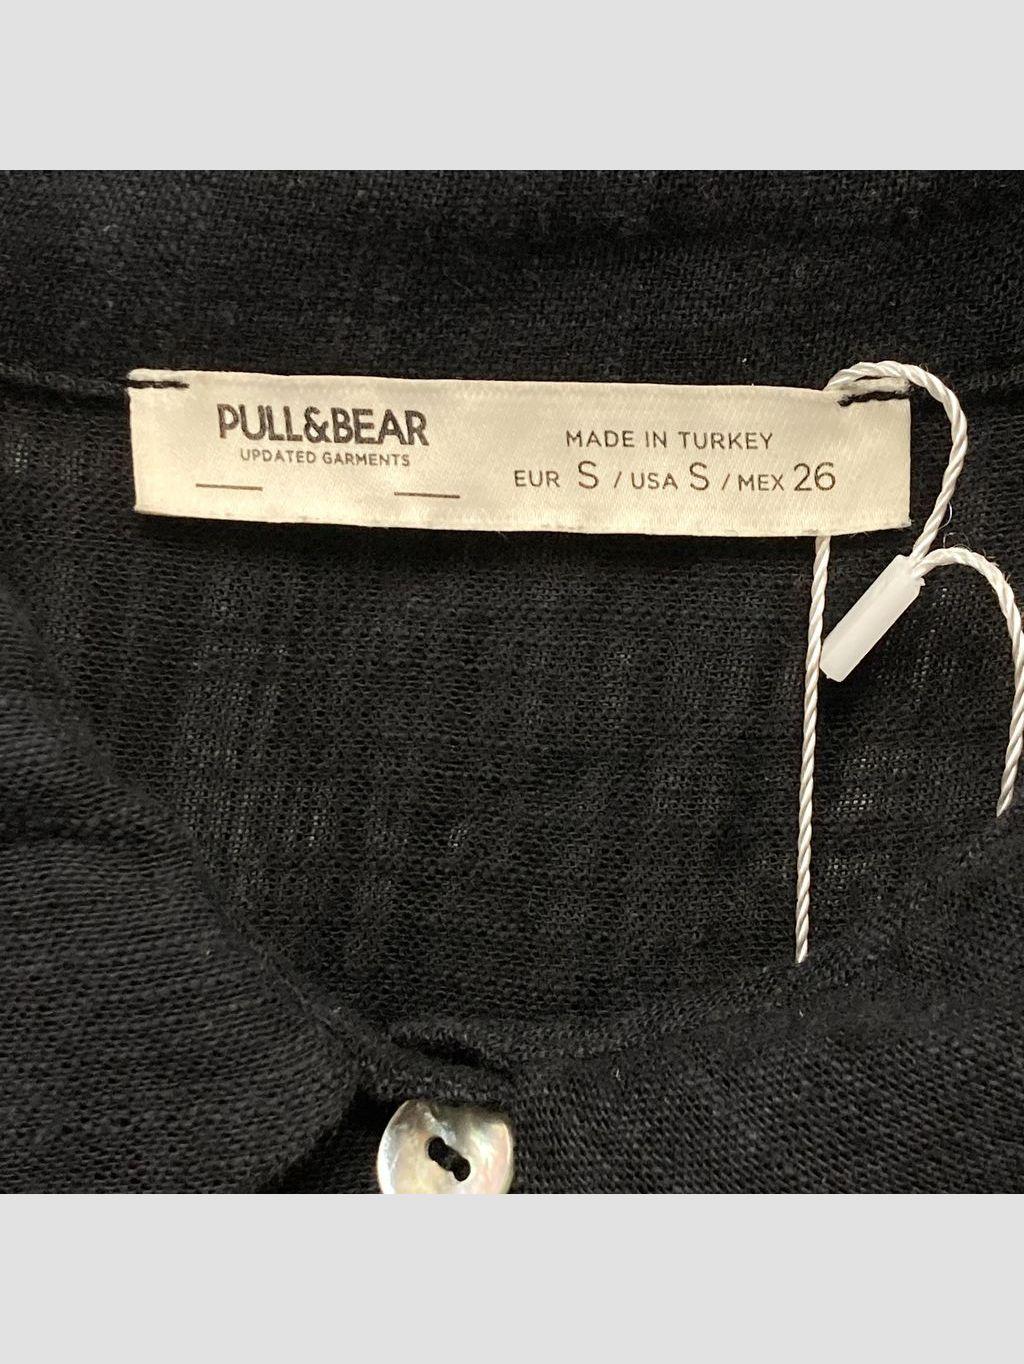 PULL&BEAR
UPDATED GARMENTS
MADE IN TURKEY
EUR S / USA S / MEX 26